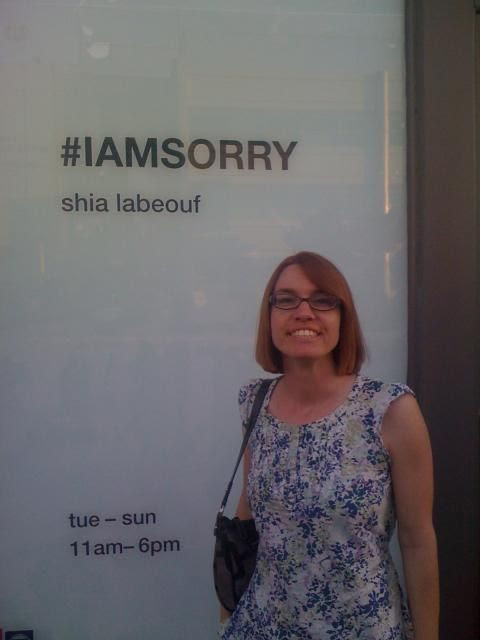 #IAMSORRY
shia labeouf
tue – sun
11am– 6pm